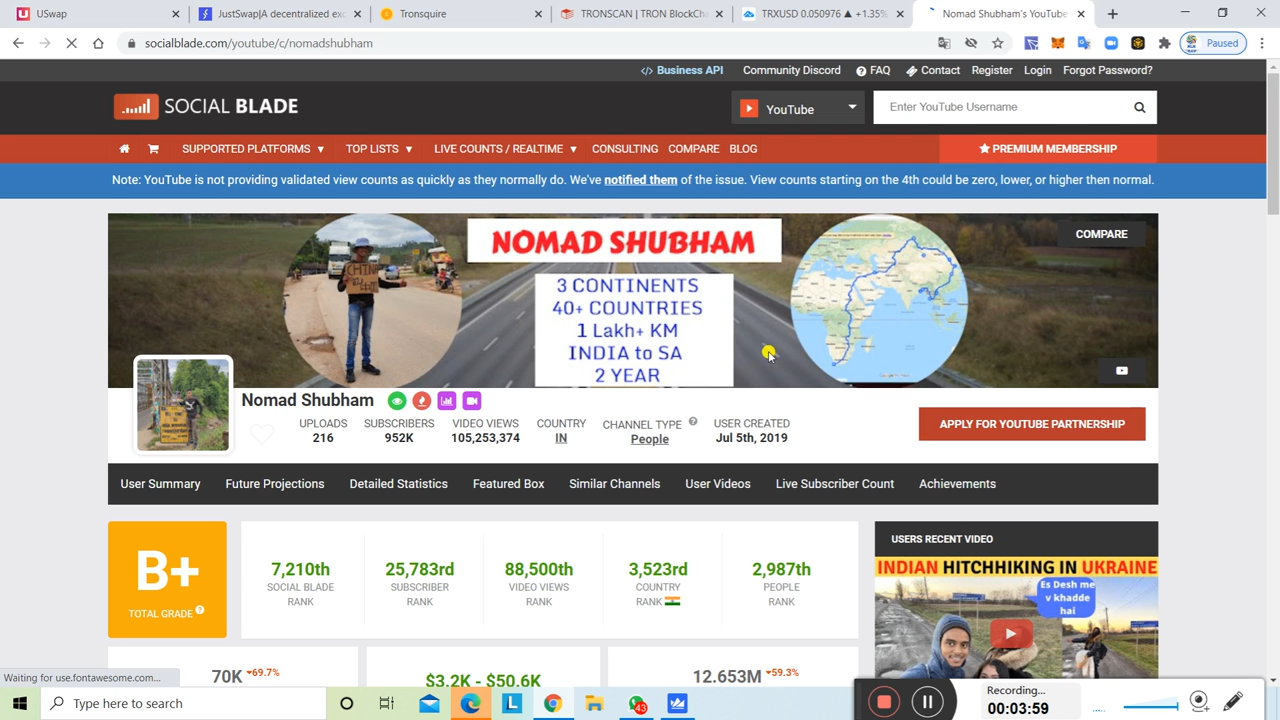 USwap
JustSwap|A decentralized exc
Tronsquire
TRONSCAN | TRON BlockCha
TRXUSD 0.050976 ▲ +1.35%
Nomad Shubham's YouTube
socialblade.com/youtube/c/nomadshubham
Paused
</> Business API
Community Discord
FAQ
Contact
Register
Login
Forgot Password?
SOCIAL BLADE
YouTube
Enter YouTube Username
SUPPORTED PLATFORMS ▼
TOP LISTS ▼
LIVE COUNTS / REALTIME ▼
CONSULTING
COMPARE
BLOG
★ PREMIUM MEMBERSHIP
Note: YouTube is not providing validated view counts as quickly as they normally do. We've notified them of the issue. View counts starting on the 4th could be zero, lower, or higher then normal.
NOMAD SHUBHAM
3 CONTINENTS
40+ COUNTRIES
1 Lakh+ KM
INDIA to SA
2 YEAR
COMPARE
CHINA
Nomad Shubham
UPLOADS
216
SUBSCRIBERS
952K
VIDEO VIEWS
105,253,374
COUNTRY
IN
CHANNEL TYPE
People
USER CREATED
Jul 5th, 2019
APPLY FOR YOUTUBE PARTNERSHIP
User Summary
Future Projections
Detailed Statistics
Featured Box
Similar Channels
User Videos
Live Subscriber Count
Achievements
B+
TOTAL GRADE
7,210th
SOCIAL BLADE
RANK
25,783rd
SUBSCRIBER
RANK
88,500th
VIDEO VIEWS
RANK
3,523rd
COUNTRY
RANK
2,987th
PEOPLE
RANK
USERS RECENT VIDEO
INDIAN HITCHHIKING IN UKRAINE
Es Desh me
v khadde
hai
70K -69.7%
$3.2K - $50.6K
12.653M -59.3%
Waiting for use.fontawesome.com...
Type here to search
43
Recording...
00:03:59